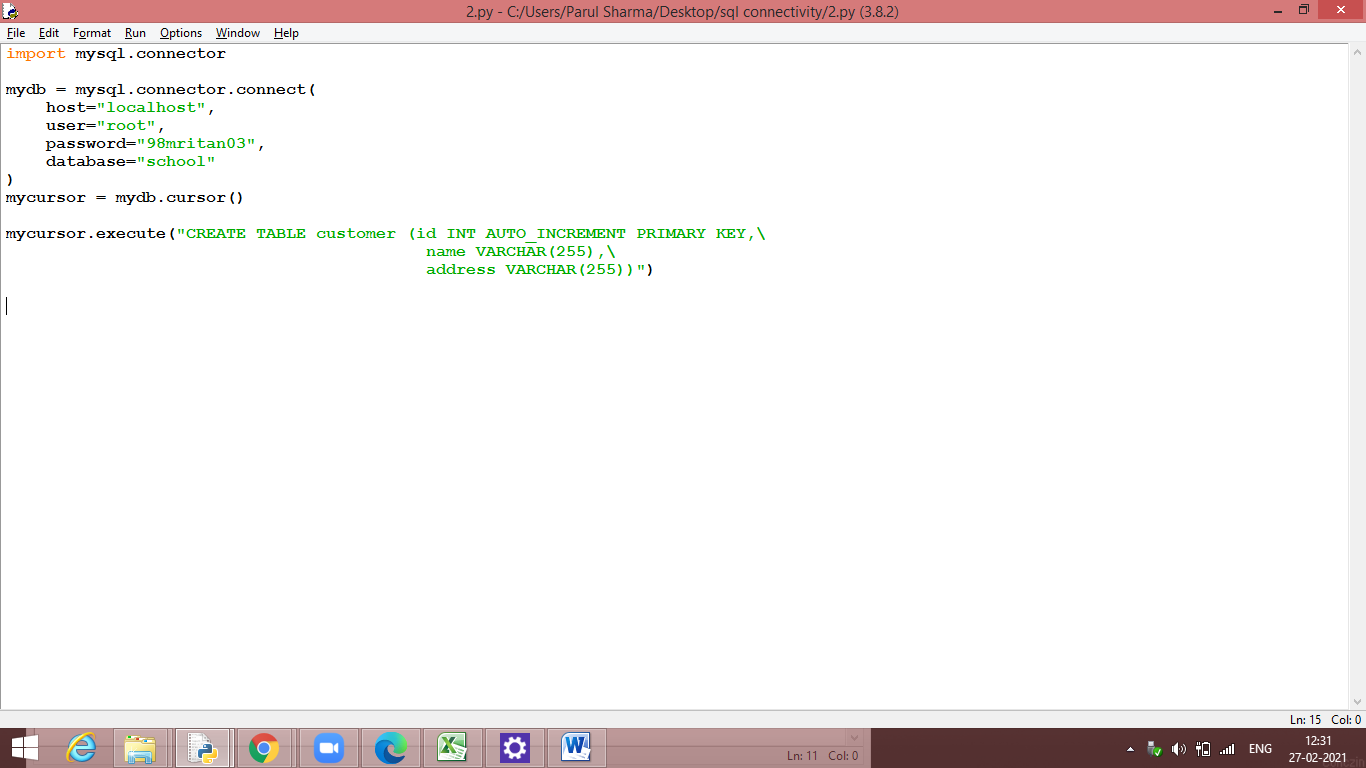 2.py - C:/Users/Parul Sharma/Desktop/sql connectivity/2.py (3.8.2)
File Edit Format Run Options Window Help
import mysql.connector
mydb = mysql.connector.connect(
    host="localhost",
    user="root",
    password="98mritan03",
    database="school"
)
mycursor = mydb.cursor()
mycursor.execute("CREATE TABLE customer (id INT AUTO_INCREMENT PRIMARY KEY,\
                                          name VARCHAR(255),\
                                          address VARCHAR(255))")
Ln: 15 Col: 0
Ln: 11 Col: 0
ENG
12:31
27-02-2021